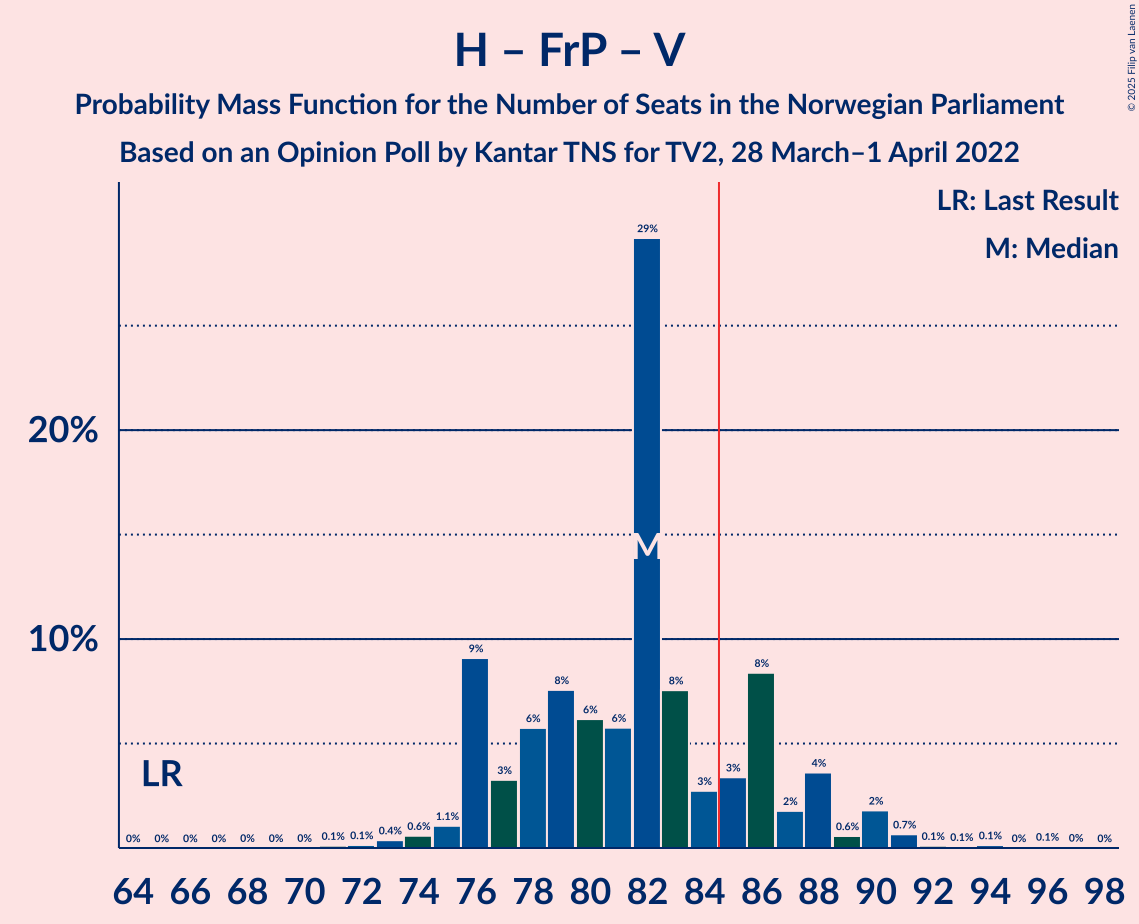 H – FrP – V
Probability Mass Function for the Number of Seats in the Norwegian Parliament
Based on an Opinion Poll by Kantar TNS for TV2, 28 March–1 April 2022
© 2025 Filip van Laenen
LR: Last Result
M: Median
20%
10%
LR
M
0% 0% 0% 0% 0% 0% 0% 0.1% 0.1% 0.4% 0.6% 1.1% 9% 3% 6% 8% 6% 6% 29% 8% 3% 3% 8% 2% 4% 0.6% 2% 0.7% 0.1% 0.1% 0.1% 0% 0.1% 0% 0%
64 66 68 70 72 74 76 78 80 82 84 86 88 90 92 94 96 98